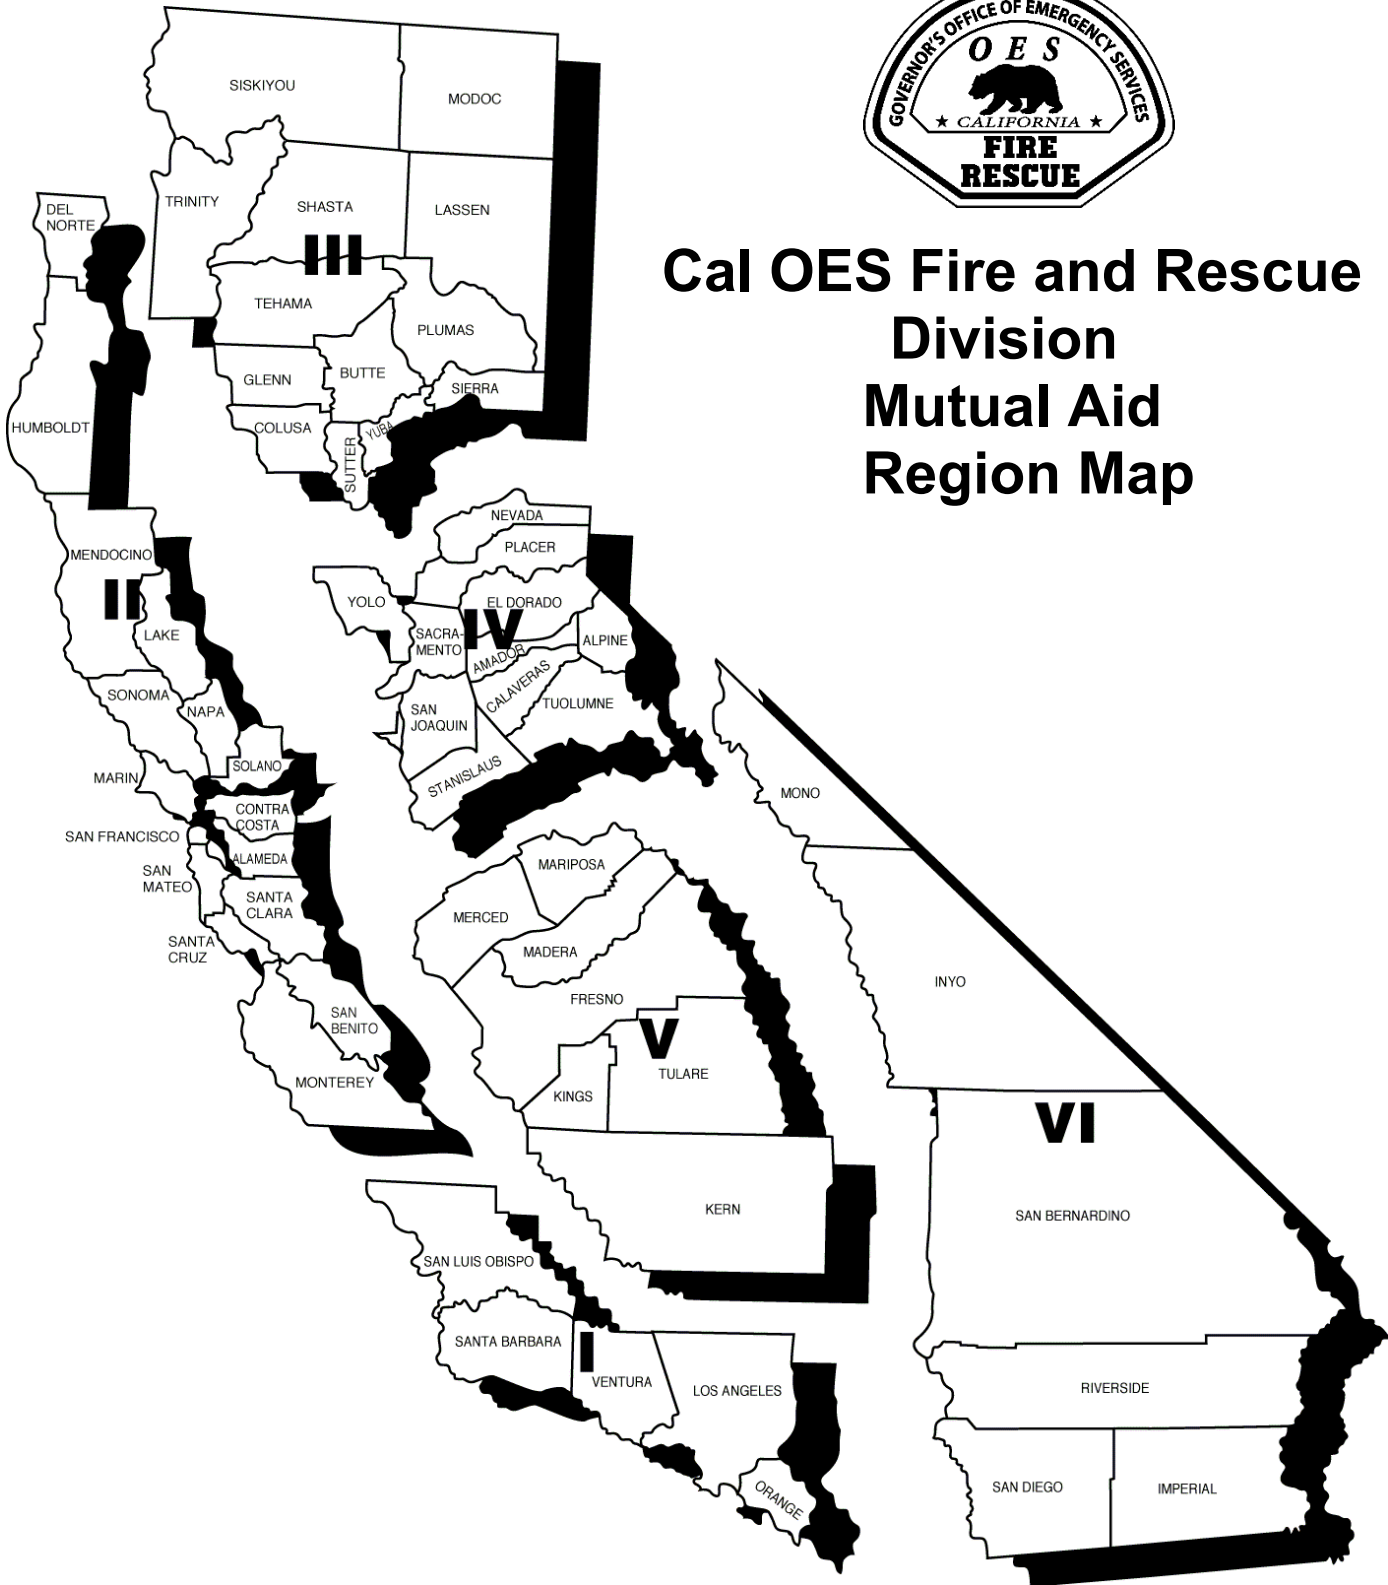 GOVERNOR'S OFFICE OF EMERGENCY SERVICES
OES
★ CALIFORNIA ★
FIRE
RESCUE
Cal OES Fire and Rescue
Division
Mutual Aid
Region Map
SISKIYOU
MODOC
TRINITY
SHASTA
LASSEN
III
TEHAMA
PLUMAS
GLENN
BUTTE
SIERRA
COLUSA
SUTTER
YUBA
DEL
NORTE
HUMBOLDT
MENDOCINO
II
LAKE
SONOMA
NAPA
SOLANO
MARIN
CONTRA
COSTA
SAN FRANCISCO
ALAMEDA
SAN
MATEO
SANTA
CLARA
SANTA
CRUZ
SAN
BENITO
MONTEREY
NEVADA
PLACER
YOLO
EL DORADO
IV
SACRA-
MENTO
ALPINE
AMADOR
CALAVERAS
TUOLUMNE
SAN
JOAQUIN
STANISLAUS
MARIPOSA
MERCED
MADERA
FRESNO
V
TULARE
KINGS
KERN
SAN LUIS OBISPO
SANTA BARBARA
I
VENTURA
LOS ANGELES
ORANGE
MONO
INYO
VI
SAN BERNARDINO
RIVERSIDE
SAN DIEGO
IMPERIAL